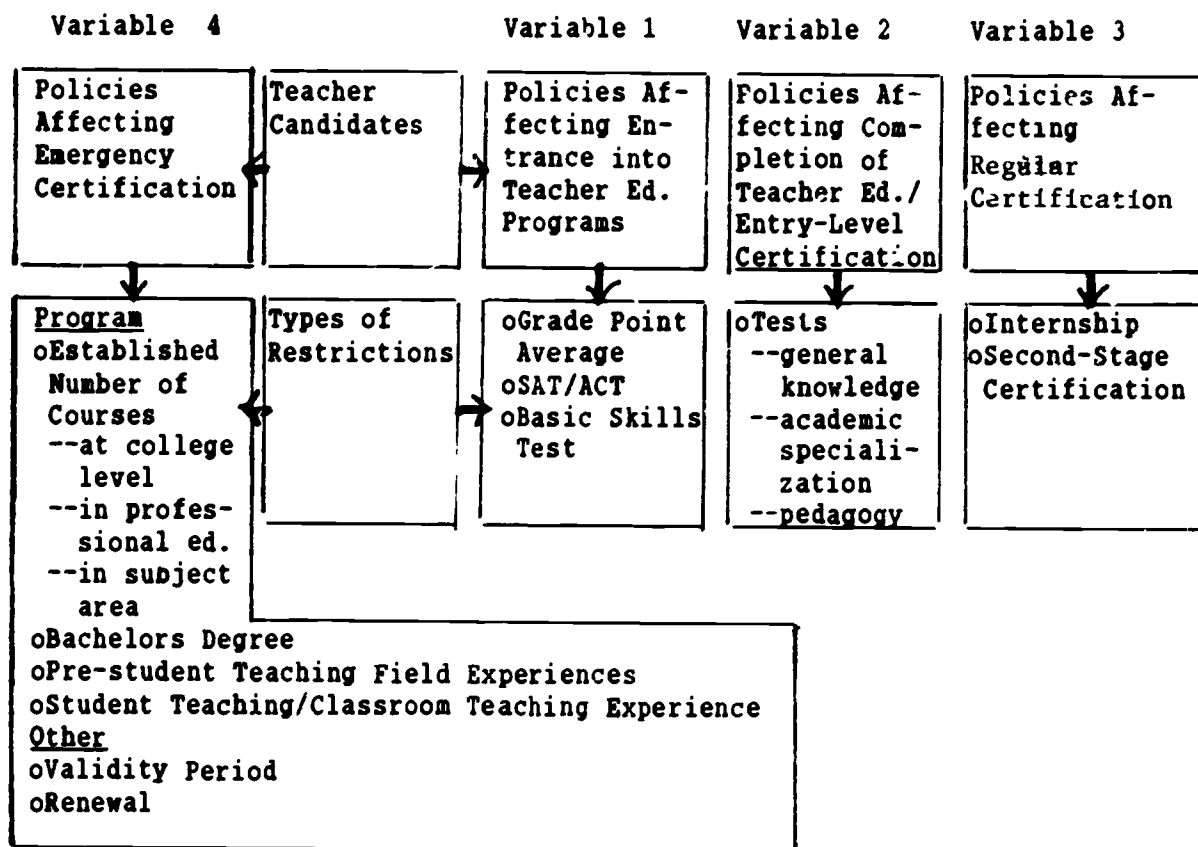 Variable 4
Variable 1
Variable 2
Variable 3
Policies
Affecting
Emergency
Certification
Teacher
Candidates
Policies Af-
fecting En-
trance into
Teacher Ed.
Programs
Policies Af-
fecting Com-
pletion of
Teacher Ed./
Entry-Level
Certification
Policies Af-
fecting
Regular
Certification
Program
oEstablished
Number of
Courses
--at college
level
--in profes-
sional ed.
--in subject
area
oBachelors Degree
oPre-student Teaching Field Experiences
oStudent Teaching/Classroom Teaching Experience
Other
oValidity Period
oRenewal
Types of
Restrictions
oGrade Point
Average
oSAT/ACT
oBasic Skills
Test
oTests
--general
knowledge
--academic
speciali-
zation
--pedagogy
oInternship
oSecond-Stage
Certification